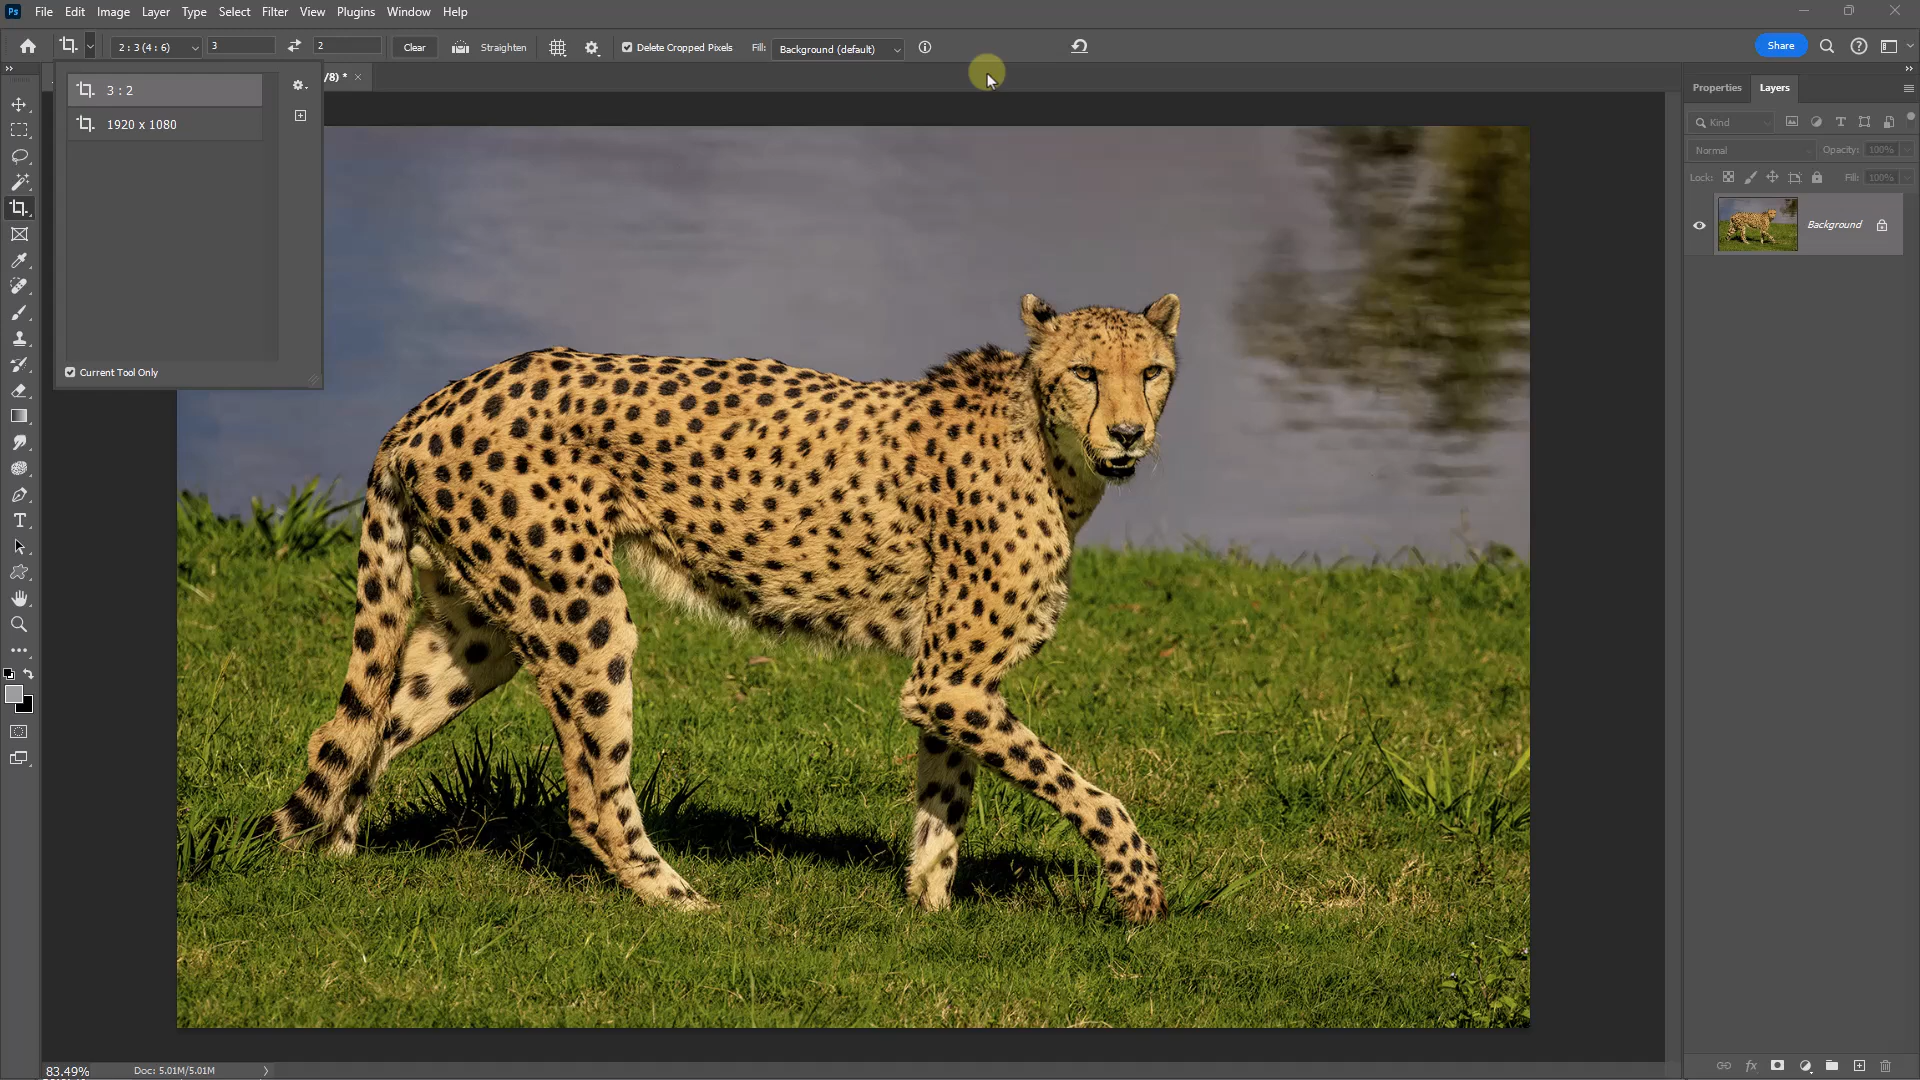 Ps File Edit Image Layer Type Select Filter View Plugins Window Help
2 : 3 (4 : 6) 3 2 Clear Straighten Delete Cropped Pixels Fill: Background (default) Share
/8) * ×
3 : 2
1920 x 1080
Current Tool Only
Properties Layers
Kind
Normal Opacity: 100%
Lock: Fill: 100%
Background
83.49% Doc: 5.01M/5.01M